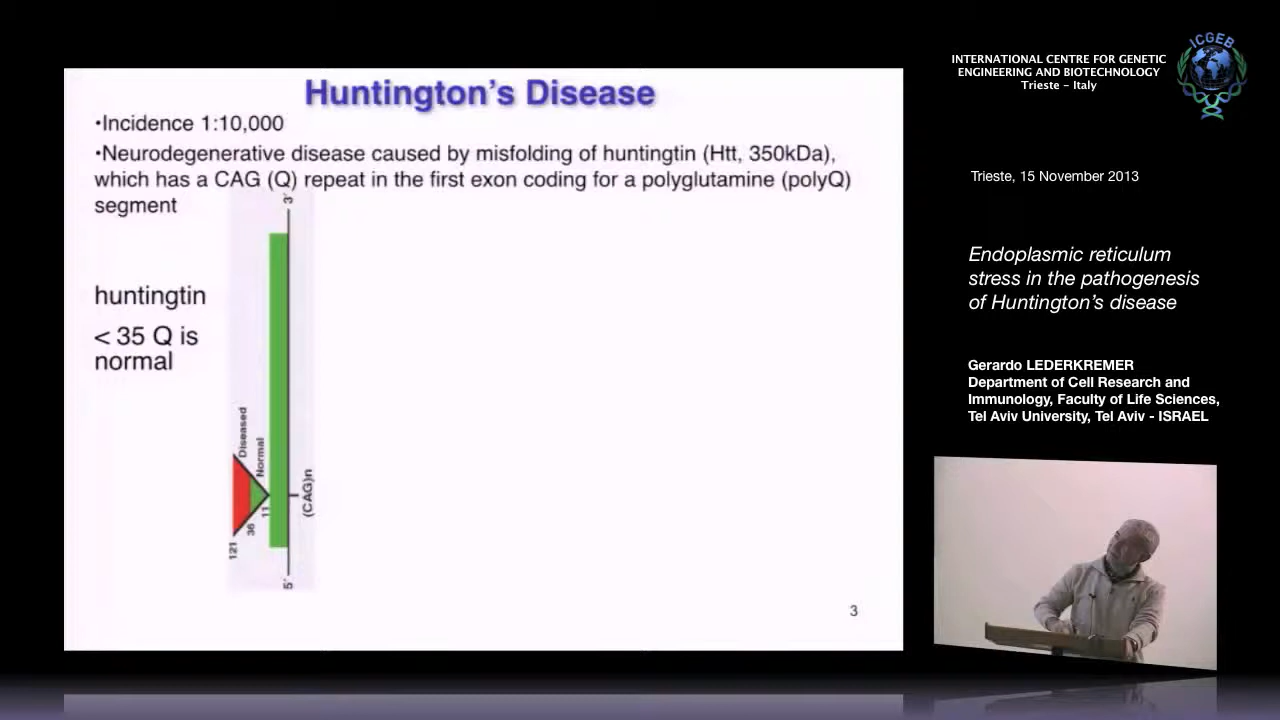 Huntington's Disease
•Incidence 1:10,000
•Neurodegenerative disease caused by misfolding of huntingtin (Htt, 350kDa),
which has a CAG (Q) repeat in the first exon coding for a polyglutamine (polyQ)
segment
huntingtin
< 35 Q is
normal
3'
Diseased
Normal
(CAG)n
11
36
121
5'
3
ICGEB
INTERNATIONAL CENTRE FOR GENETIC
ENGINEERING AND BIOTECHNOLOGY
Trieste - Italy
Trieste, 15 November 2013
Endoplasmic reticulum
stress in the pathogenesis
of Huntington's disease
Gerardo LEDERKREMER
Department of Cell Research and
Immunology, Faculty of Life Sciences,
Tel Aviv University, Tel Aviv - ISRAEL